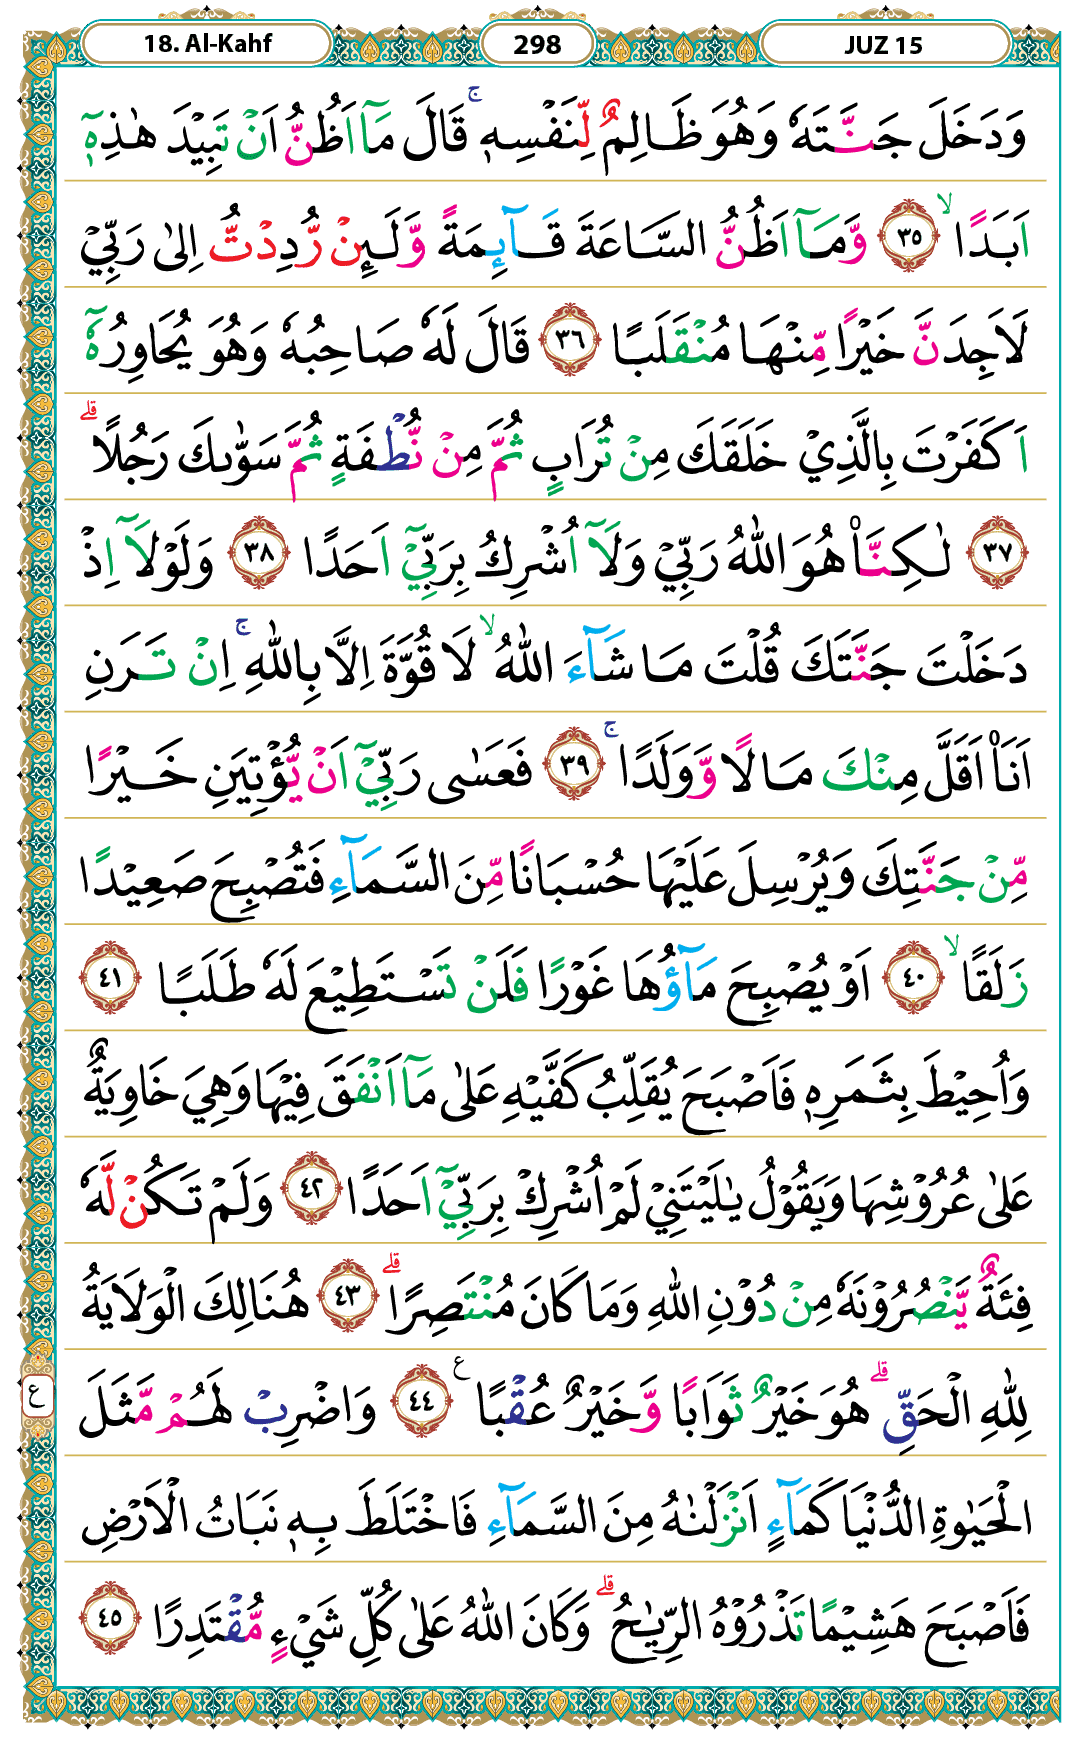 18. Al-Kahf 298 JUZ 15
وَدَخَلَ جَنَّتَهٗ وَهُوَ ظَالِمٌ لِّنَفْسِهٖ ۚ قَالَ مَآ اَظُنُّ اَنْ تَبِيْدَ هٰذِهٖٓ
اَبَدًا ۙ ٣٥ وَّمَآ اَظُنُّ السَّاعَةَ قَآئِمَةً وَّلَئِنْ رُّدِدْتُّ اِلٰى رَبِّيْ
لَاَجِدَنَّ خَيْرًا مِّنْهَا مُنْقَلَبًا ٣٦ قَالَ لَهٗ صَاحِبُهٗ وَهُوَ يُحَاوِرُهٗٓ
اَكَفَرْتَ بِالَّذِيْ خَلَقَكَ مِنْ تُرَابٍ ثُمَّ مِنْ نُّطْفَةٍ ثُمَّ سَوّٰىكَ رَجُلًا ۗ
٣٧ لٰكِنَّا۠ هُوَ اللّٰهُ رَبِّيْ وَلَآ اُشْرِكُ بِرَبِّيْٓ اَحَدًا ٣٨ وَلَوْلَآ اِذْ
دَخَلْتَ جَنَّتَكَ قُلْتَ مَا شَآءَ اللّٰهُ ۙ لَا قُوَّةَ اِلَّا بِاللّٰهِ ۚ اِنْ تَرَنِ
اَنَا۠ اَقَلَّ مِنْكَ مَالًا وَّوَلَدًا ۚ ٣٩ فَعَسٰى رَبِّيْٓ اَنْ يُّؤْتِيَنِ خَيْرًا
مِّنْ جَنَّتِكَ وَيُرْسِلَ عَلَيْهَا حُسْبَانًا مِّنَ السَّمَآءِ فَتُصْبِحَ صَعِيْدًا
زَلَقًا ۙ ٤٠ اَوْ يُصْبِحَ مَآؤُهَا غَوْرًا فَلَنْ تَسْتَطِيْعَ لَهٗ طَلَبًا ٤١
وَاُحِيْطَ بِثَمَرِهٖ فَاَصْبَحَ يُقَلِّبُ كَفَّيْهِ عَلٰى مَآ اَنْفَقَ فِيْهَا وَهِيَ خَاوِيَةٌ
عَلٰى عُرُوْشِهَا وَيَقُوْلُ يٰلَيْتَنِيْ لَمْ اُشْرِكْ بِرَبِّيْٓ اَحَدًا ٤٢ وَلَمْ تَكُنْ لَّهٗ
فِئَةٌ يَّنْصُرُوْنَهٗ مِنْ دُوْنِ اللّٰهِ وَمَا كَانَ مُنْتَصِرًا ۗ ٤٣ هُنَالِكَ الْوَلَايَةُ
لِلّٰهِ الْحَقِّ ۗ هُوَ خَيْرٌ ثَوَابًا وَّخَيْرٌ عُقْبًا ࣖ ٤٤ وَاضْرِبْ لَهُمْ مَّثَلَ
ع
الْحَيٰوةِ الدُّنْيَا كَمَآءٍ اَنْزَلْنٰهُ مِنَ السَّمَآءِ فَاخْتَلَطَ بِهٖ نَبَاتُ الْاَرْضِ
فَاَصْبَحَ هَشِيْمًا تَذْرُوْهُ الرِّيٰحُ ۗ وَكَانَ اللّٰهُ عَلٰى كُلِّ شَيْءٍ مُّقْتَدِرًا ٤٥